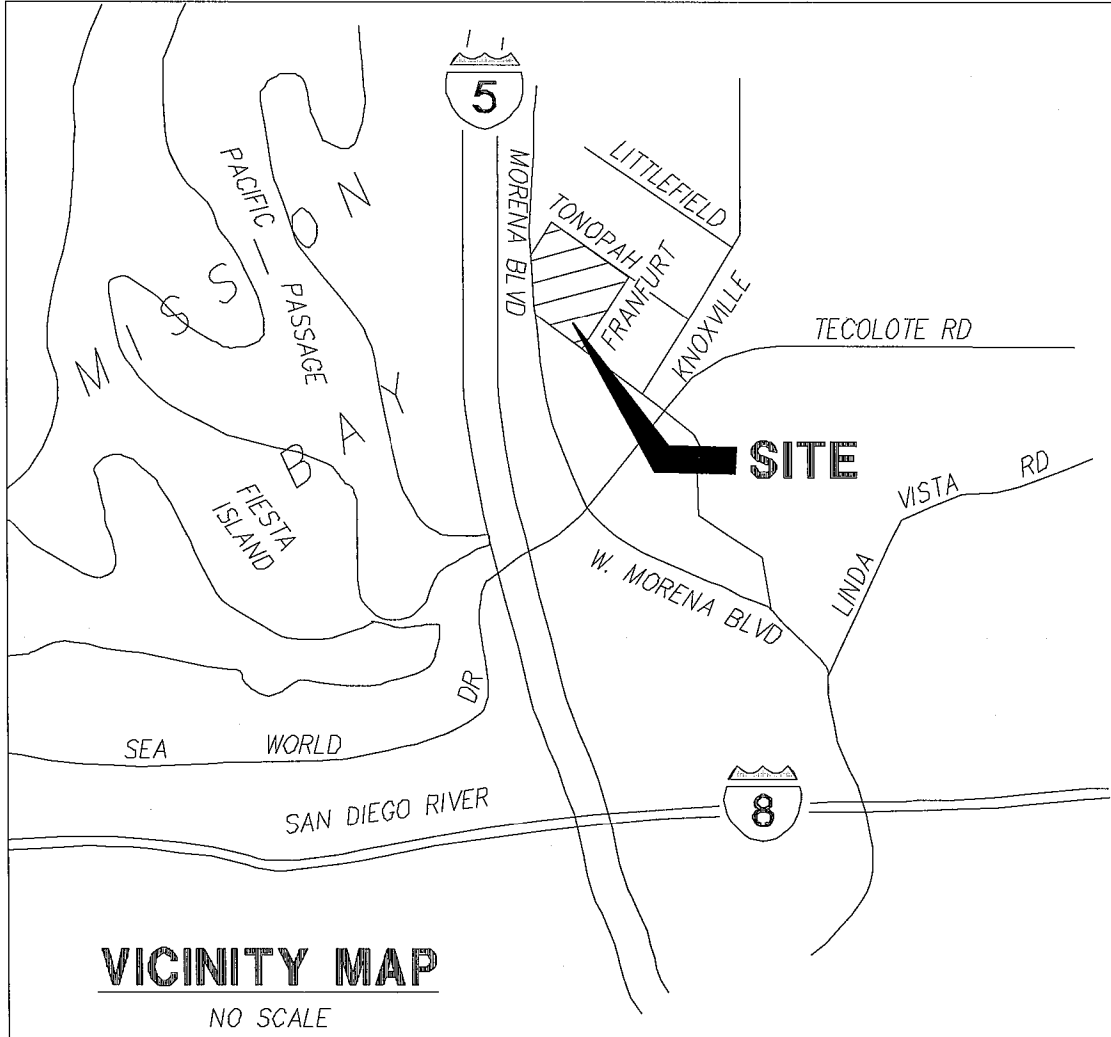 5
MORENA BLVD
LITTLEFIELD
TONOPAH
FRANFURT
KNOXVILLE
TECOLOTE RD
PACIFIC — PASSAGE
MISSION
BAY
SITE
FIESTA
ISLAND
W. MORENA BLVD
LINDA VISTA RD
SEA WORLD DR
SAN DIEGO RIVER
8
VICINITY MAP
NO SCALE